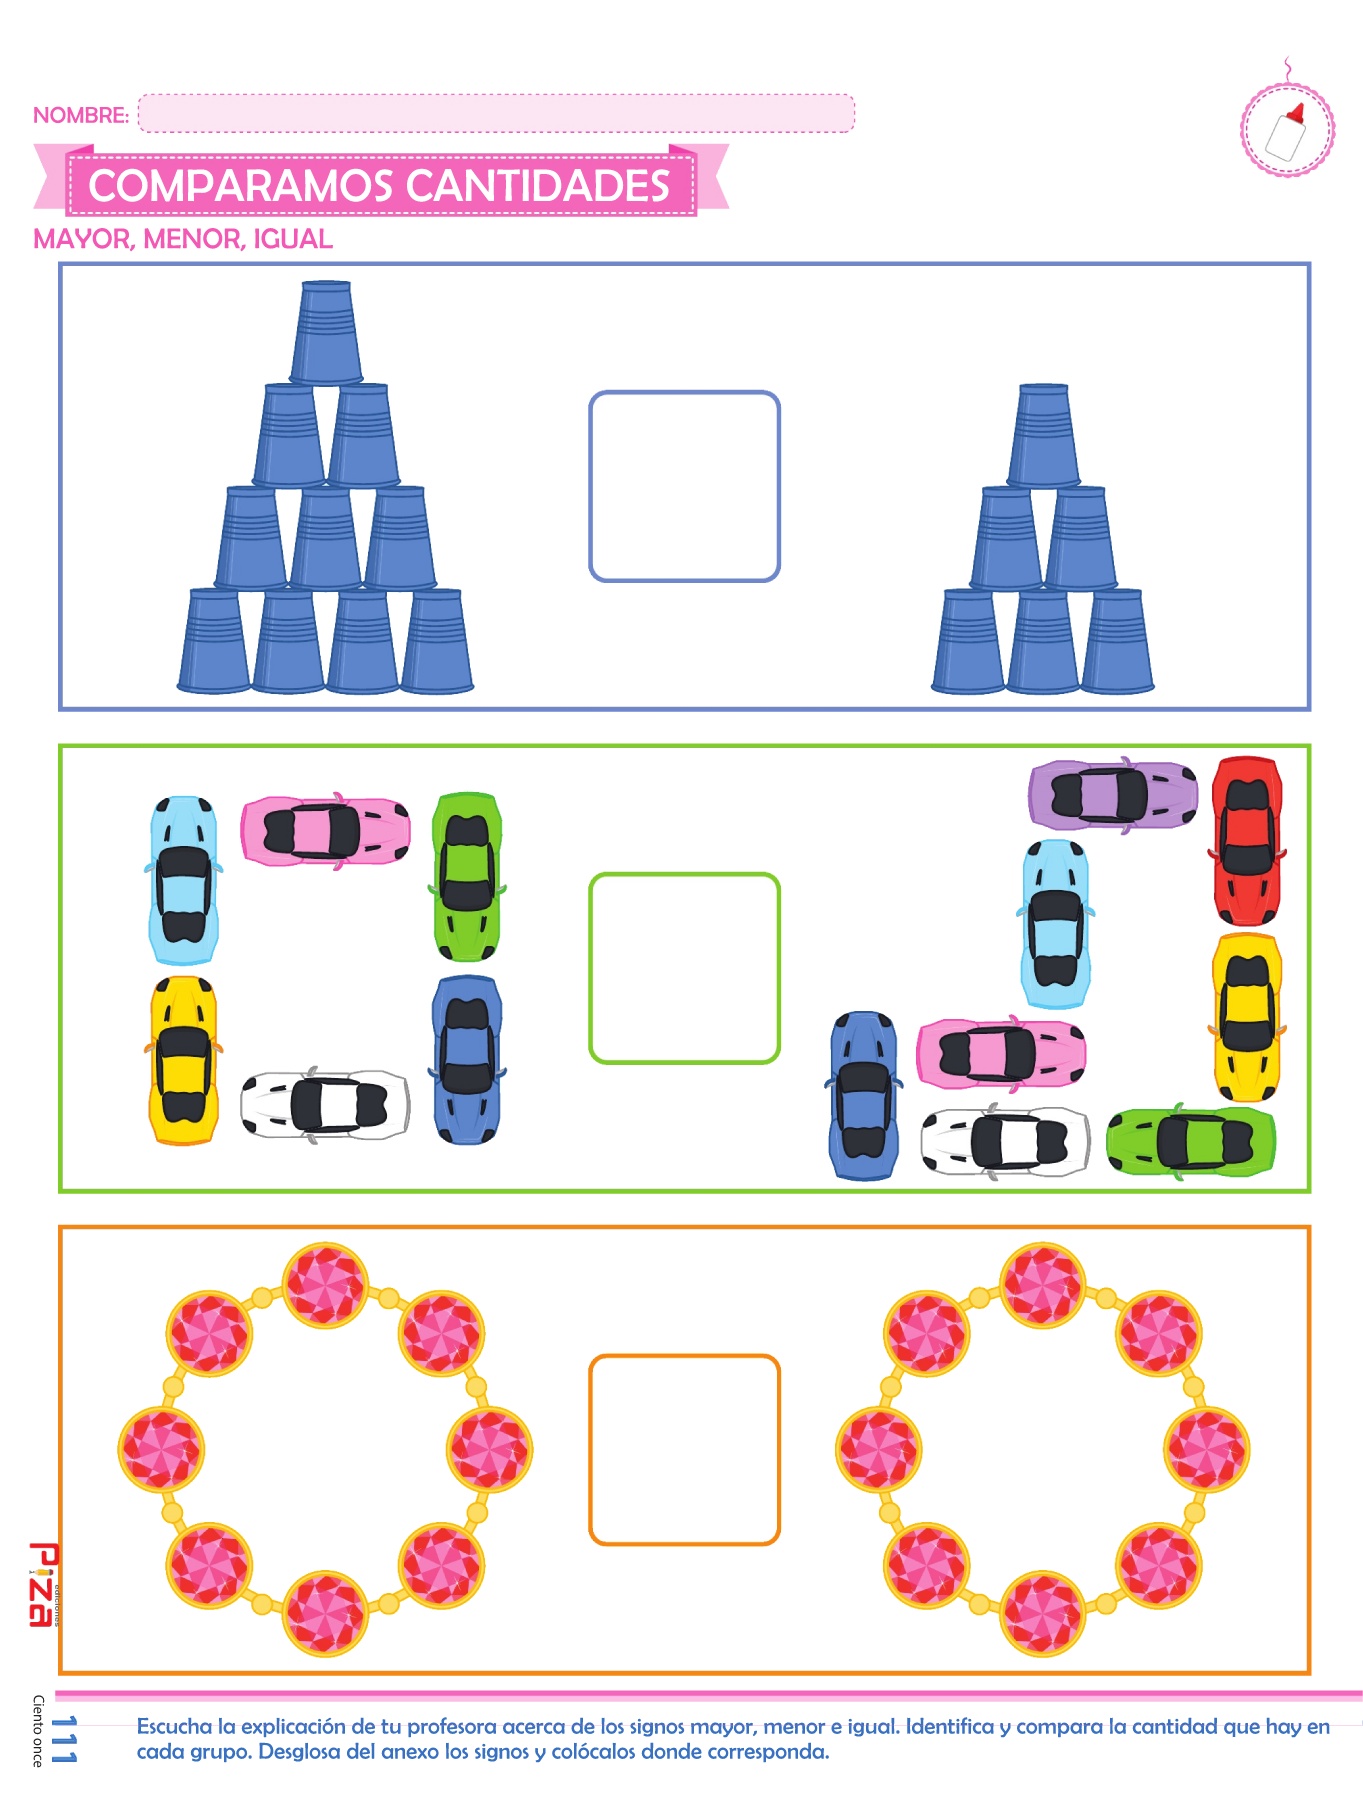 NOMBRE:
COMPARAMOS CANTIDADES
MAYOR, MENOR, IGUAL
PIZA
ediciones
Ciento once
111
Escucha la explicación de tu profesora acerca de los signos mayor, menor e igual. Identifica y compara la cantidad que hay en
cada grupo. Desglosa del anexo los signos y colócalos donde corresponda.